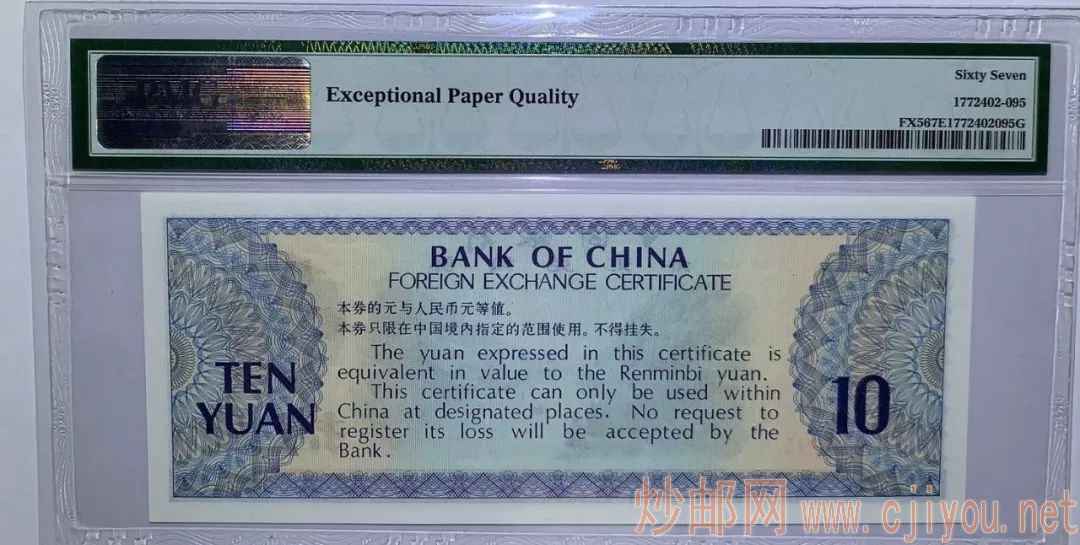 PMG
Exceptional Paper Quality
Sixty Seven
1772402-095
FX567E1772402095G
BANK OF CHINA
FOREIGN EXCHANGE CERTIFICATE
本券的元与人民币元等值。
本券只限在中国境内指定的范围使用。不得挂失。
The yuan expressed in this certificate is
equivalent in value to the Renminbi yuan.
This certificate can only be used within
China at designated places. No request to
register its loss will be accepted by the
Bank.
TEN
YUAN
10
炒邮网 www.cjiyou.net